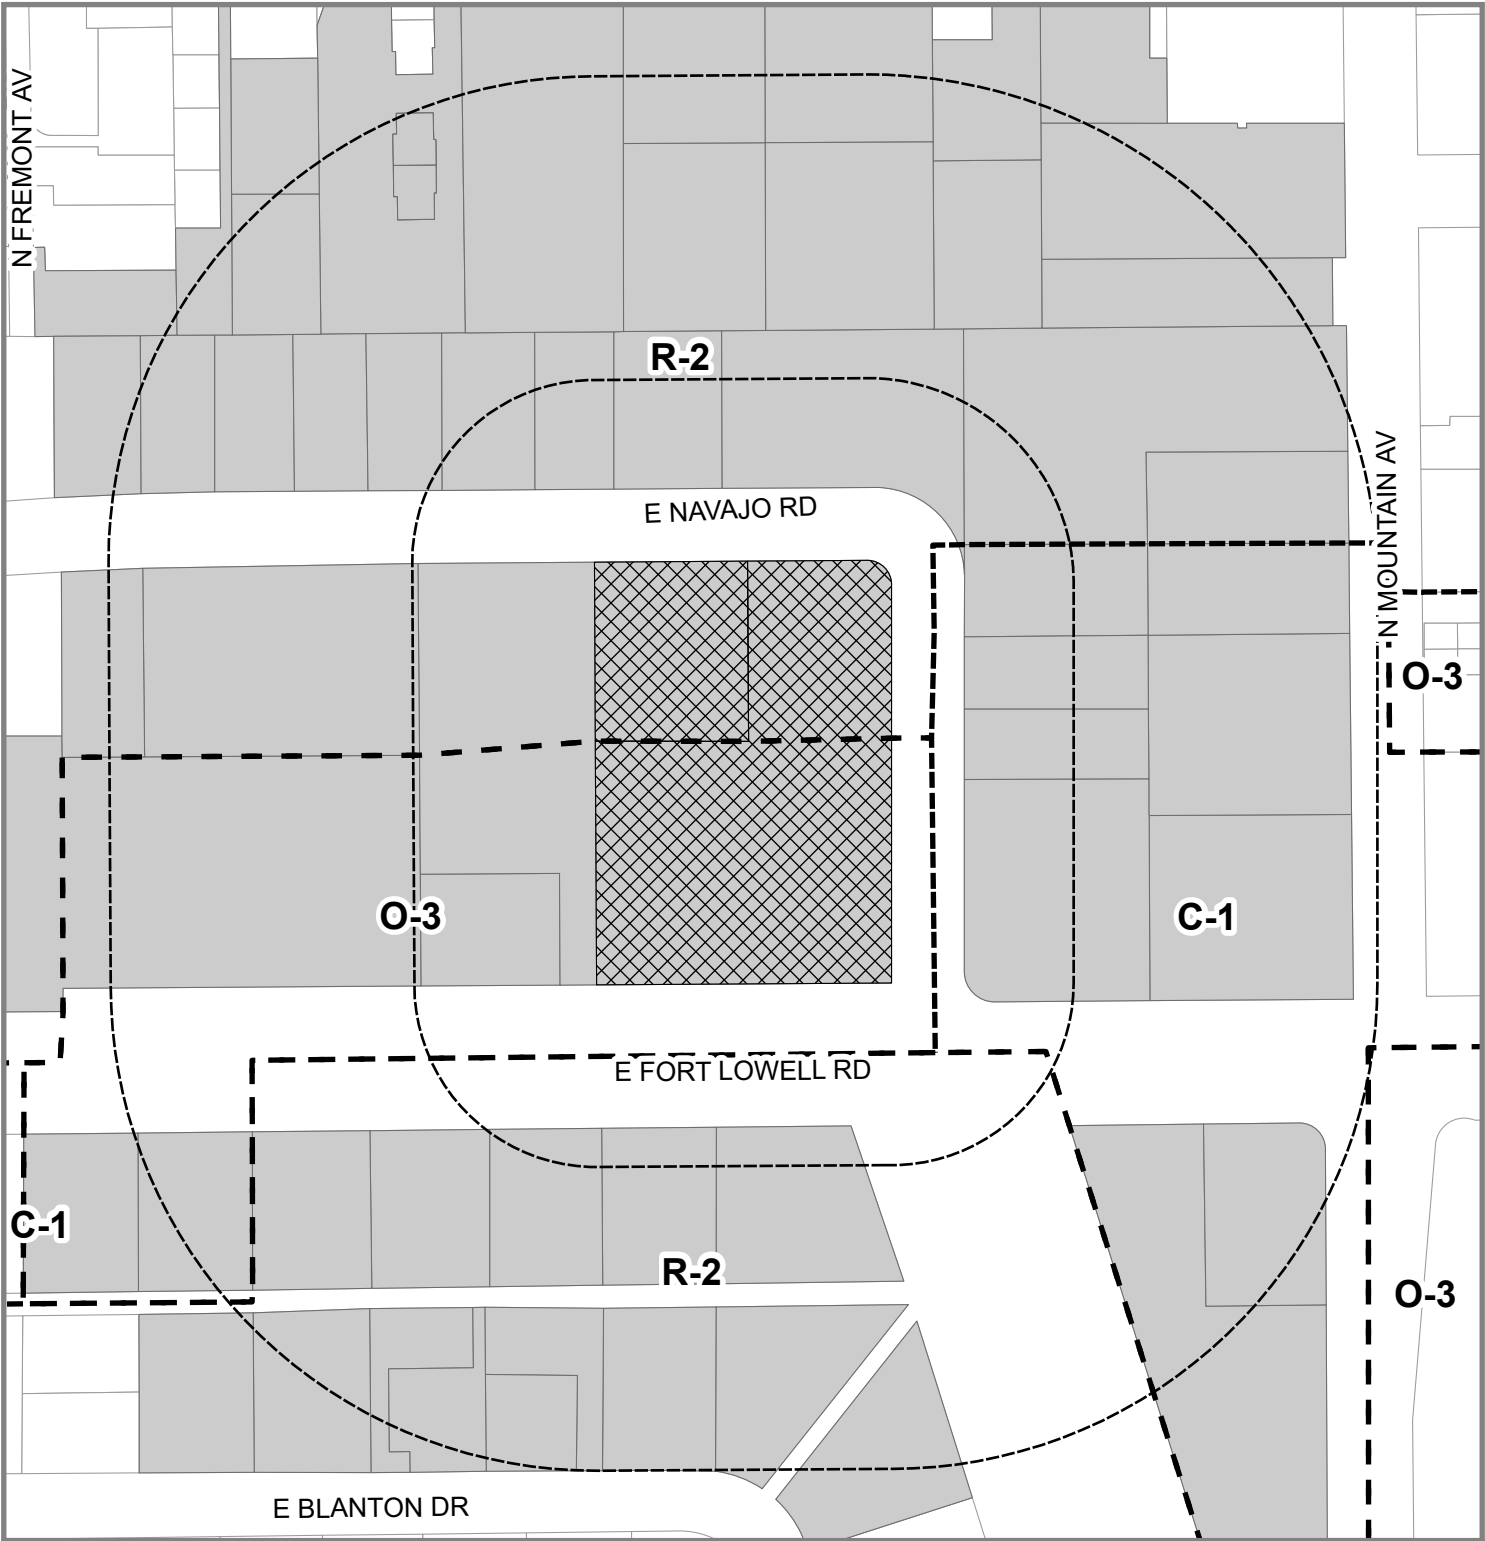 N FREMONT AV
R-2
E NAVAJO RD
N MOUNTAIN AV
O-3
O-3
C-1
E FORT LOWELL RD
C-1
R-2
O-3
E BLANTON DR